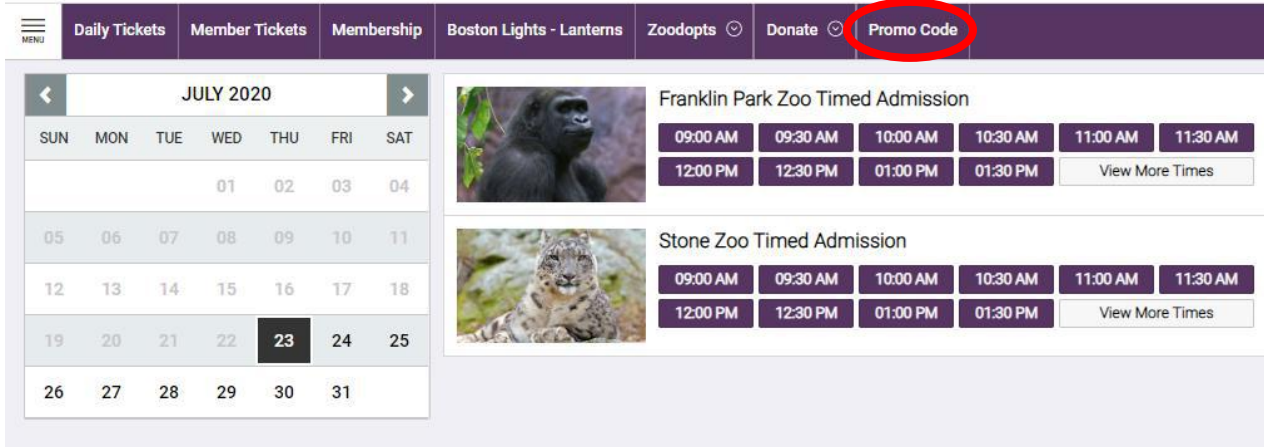 MENU
Daily Tickets
Member Tickets
Membership
Boston Lights - Lanterns
Zoodopts
Donate
Promo Code
JULY 2020
SUN MON TUE WED THU FRI SAT
01 02 03 04
05 06 07 08 09 10 11
12 13 14 15 16 17 18
19 20 21 22 23 24 25
26 27 28 29 30 31
Franklin Park Zoo Timed Admission
09:00 AM 09:30 AM 10:00 AM 10:30 AM 11:00 AM 11:30 AM
12:00 PM 12:30 PM 01:00 PM 01:30 PM View More Times
Stone Zoo Timed Admission
09:00 AM 09:30 AM 10:00 AM 10:30 AM 11:00 AM 11:30 AM
12:00 PM 12:30 PM 01:00 PM 01:30 PM View More Times